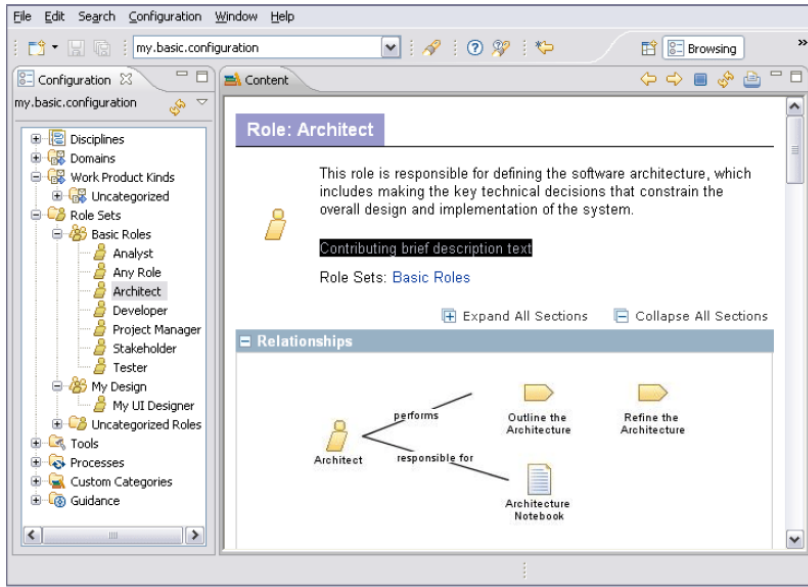 File Edit Search Configuration Window Help
my.basic.configuration
Browsing
»
Configuration
my.basic.configuration
Disciplines
Domains
Work Product Kinds
Uncategorized
Role Sets
Basic Roles
Analyst
Any Role
Architect
Developer
Project Manager
Stakeholder
Tester
My Design
My UI Designer
Uncategorized Roles
Tools
Processes
Custom Categories
Guidance
Content
Role: Architect
This role is responsible for defining the software architecture, which
includes making the key technical decisions that constrain the
overall design and implementation of the system.
Contributing brief description text
Role Sets: Basic Roles
Expand All Sections Collapse All Sections
Relationships
performs
Outline the
Architecture
Refine the
Architecture
Architect
responsible for
Architecture
Notebook